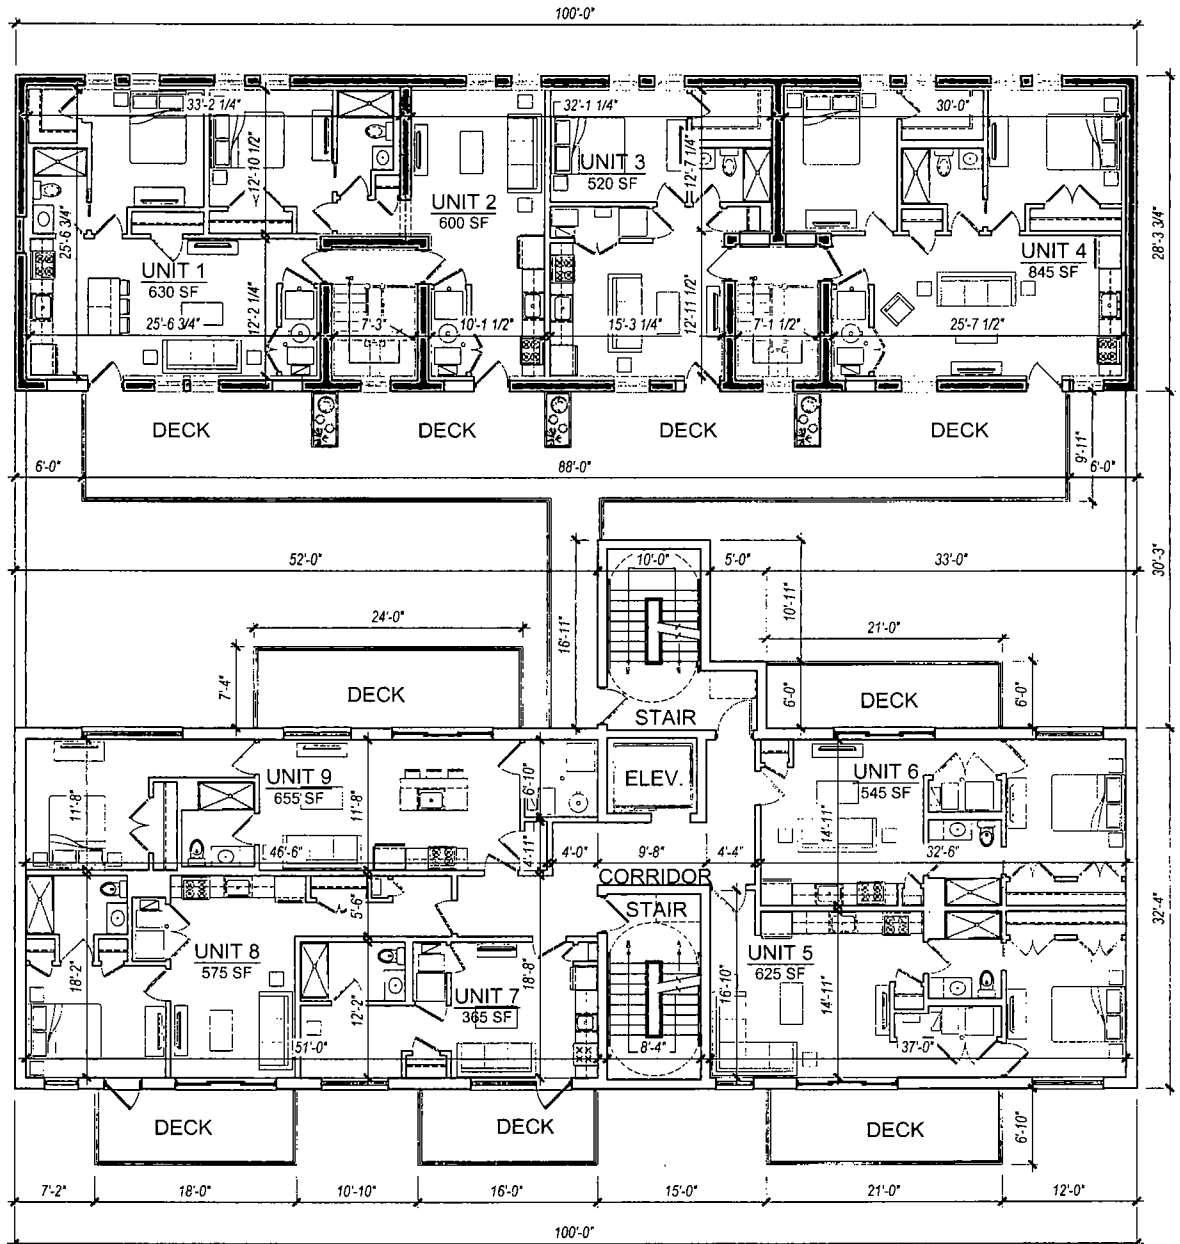 100'-0"
33'-2 1/4"
32'-1 1/4"
30'-0"
12'-10 1/2"
12'-7 1/4"
UNIT 3
520 SF
UNIT 2
600 SF
25'-6 3/4"
UNIT 1
630 SF
UNIT 4
845 SF
28'-3 3/4"
12'-2 1/4"
12'-11 1/2"
25'-6 3/4"
7'-3"
10'-1 1/2"
15'-3 1/4"
7'-1 1/2"
25'-7 1/2"
DECK
DECK
DECK
DECK
9'-11"
6'-0"
88'-0"
6'-0"
52'-0"
10'-0"
5'-0"
33'-0"
30'-3"
10'-11"
16'-11"
24'-0"
21'-0"
7'-4"
DECK
6'-0"
DECK
6'-0"
STAIR
UNIT 9
655 SF
ELEV.
UNIT 6
545 SF
11'-8"
11'-8"
6'-10"
14'-11"
46'-6"
4'-11"
4'-0"
9'-8"
4'-4"
32'-6"
CORRIDOR
STAIR
5'-6"
32'-4"
UNIT 8
575 SF
18'-2"
18'-8"
UNIT 5
625 SF
12'-2"
UNIT 7
365 SF
16'-10"
14'-11"
51'-0"
8'-4"
37'-0"
DECK
DECK
DECK
6'-10"
7'-2"
18'-0"
10'-10"
16'-0"
15'-0"
21'-0"
12'-0"
100'-0"